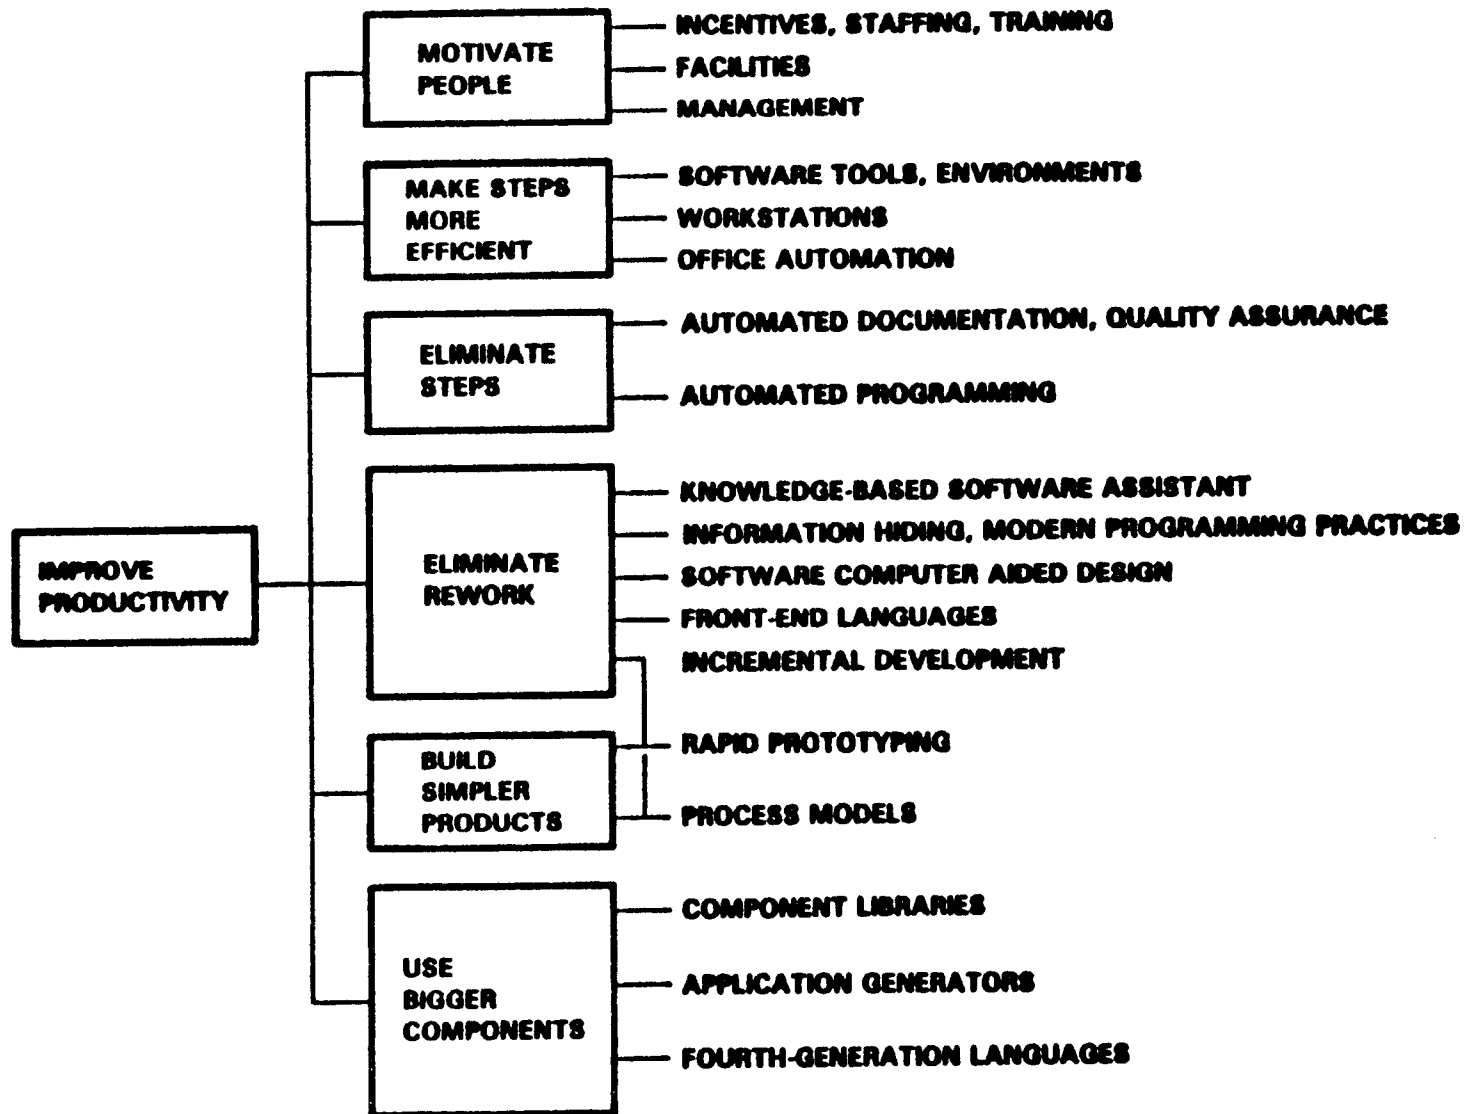 MOTIVATE
PEOPLE
INCENTIVES, STAFFING, TRAINING
FACILITIES
MANAGEMENT
MAKE STEPS
MORE
EFFICIENT
SOFTWARE TOOLS, ENVIRONMENTS
WORKSTATIONS
OFFICE AUTOMATION
ELIMINATE
STEPS
AUTOMATED DOCUMENTATION, QUALITY ASSURANCE
AUTOMATED PROGRAMMING
IMPROVE
PRODUCTIVITY
ELIMINATE
REWORK
KNOWLEDGE-BASED SOFTWARE ASSISTANT
INFORMATION HIDING, MODERN PROGRAMMING PRACTICES
SOFTWARE COMPUTER AIDED DESIGN
FRONT-END LANGUAGES
INCREMENTAL DEVELOPMENT
BUILD
SIMPLER
PRODUCTS
RAPID PROTOTYPING
PROCESS MODELS
USE
BIGGER
COMPONENTS
COMPONENT LIBRARIES
APPLICATION GENERATORS
FOURTH-GENERATION LANGUAGES